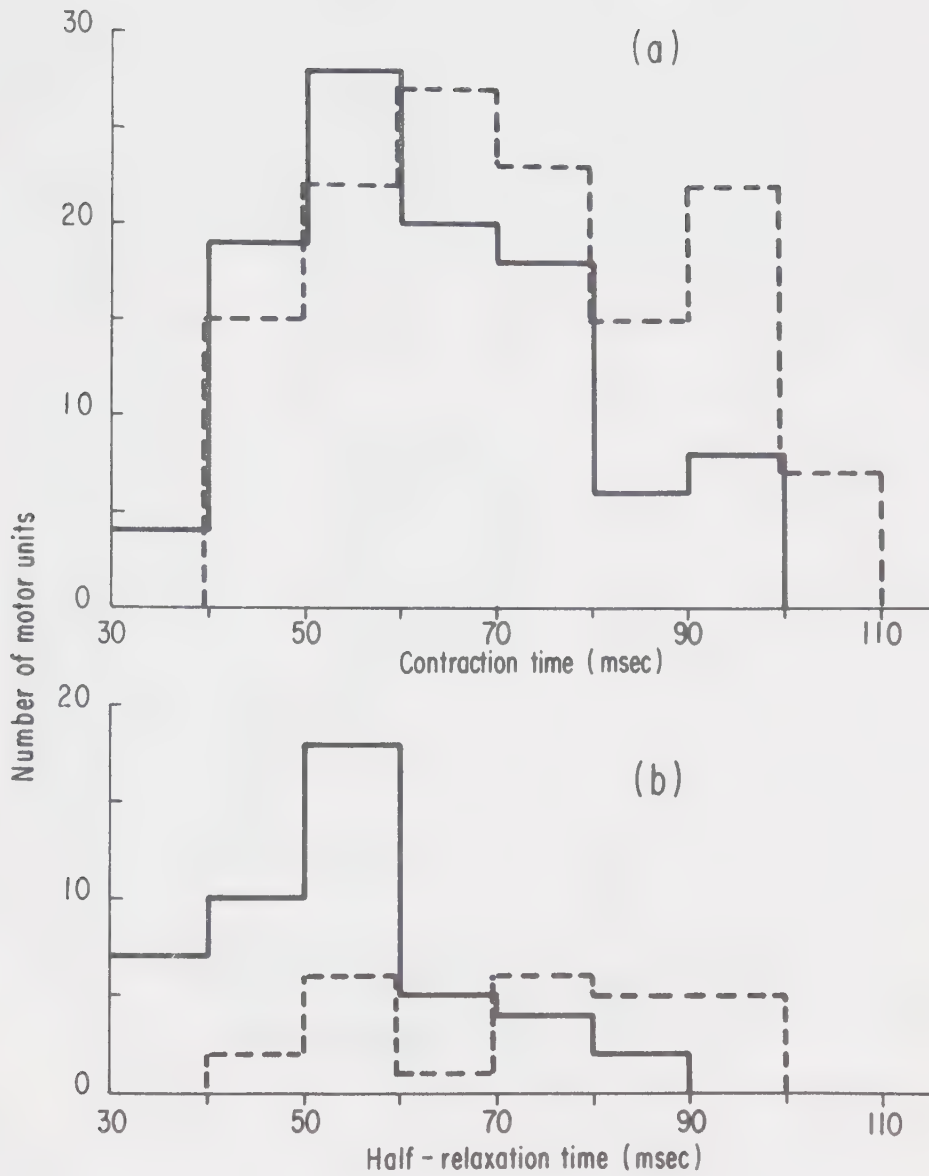 30
(a)
20
10
0
30 50 70 90 110
Contraction time (msec)
Number of motor units
20
(b)
10
0
30 50 70 90 110
Half-relaxation time (msec)